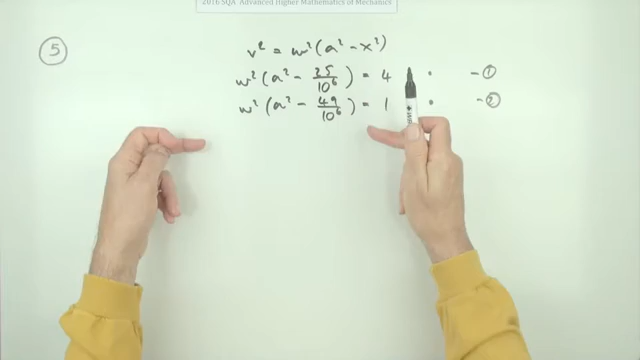 2016 SQA Advanced Higher Mathematics of Mechanics
5
v² = w²(a² - x²)
w²(a² - 25/10⁶) = 4 - ①
w²(a² - 49/10⁶) = 1 - ②